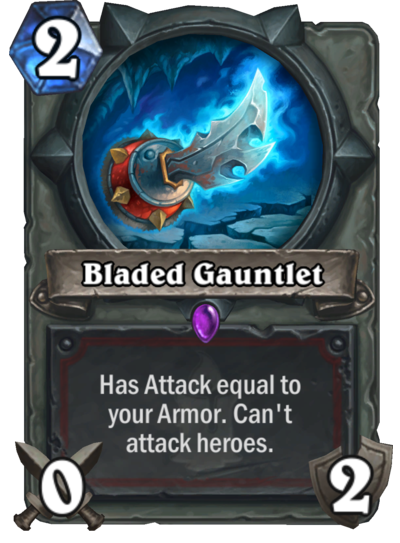 2
Bladed Gauntlet
Has Attack equal to
your Armor. Can't
attack heroes.
0
2